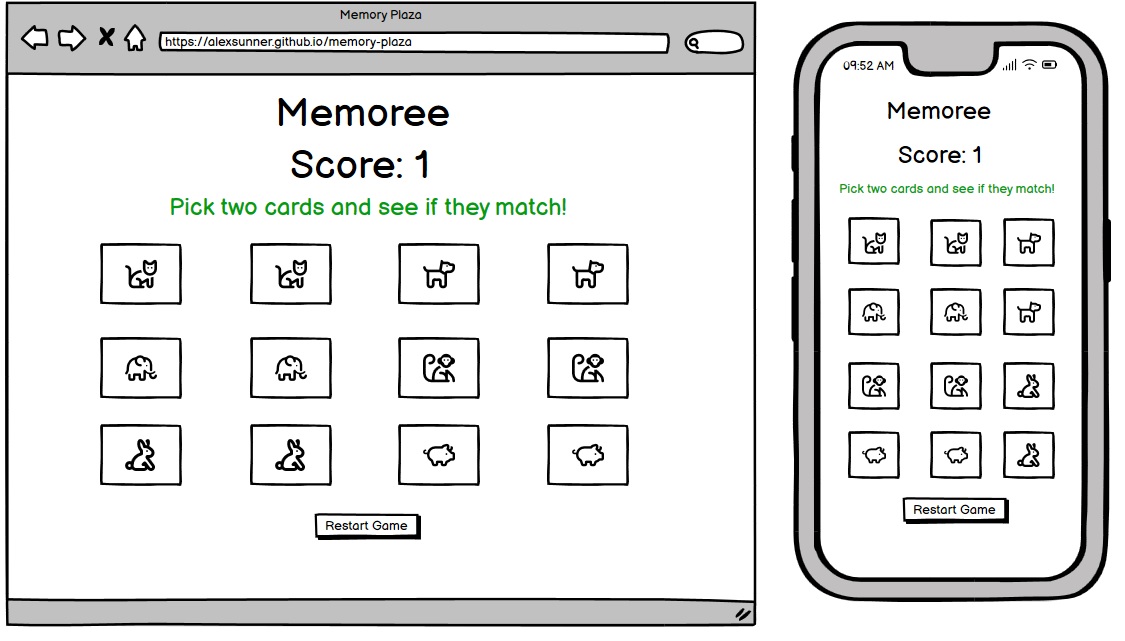 Memory Plaza
https://alexsunner.github.io/memory-plaza
Memoree
Score: 1
Pick two cards and see if they match!
Restart Game
09:52 AM
Memoree
Score: 1
Pick two cards and see if they match!
Restart Game